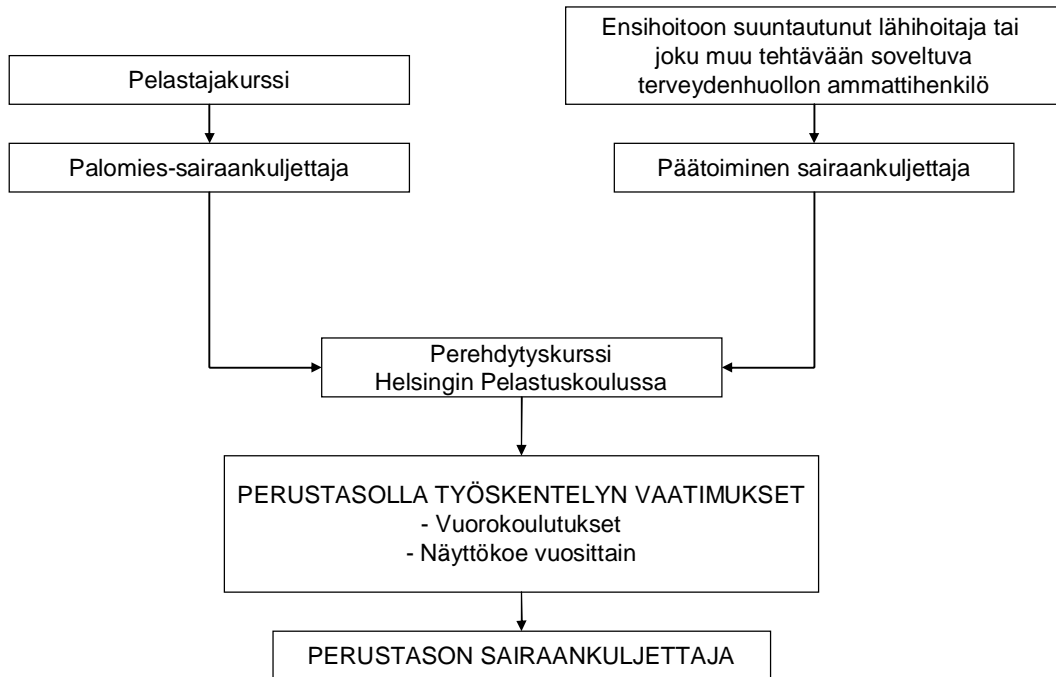 Pelastajakurssi
Ensihoitoon suuntautunut lähihoitaja tai
joku muu tehtävään soveltuva
terveydenhuollon ammattihenkilö
Palomies-sairaankuljettaja
Päätoiminen sairaankuljettaja
Perehdytyskurssi
Helsingin Pelastuskoulussa
PERUSTASOLLA TYÖSKENTELYN VAATIMUKSET
- Vuorokoulutukset
- Näyttökoe vuosittain
PERUSTASON SAIRAANKULJETTAJA